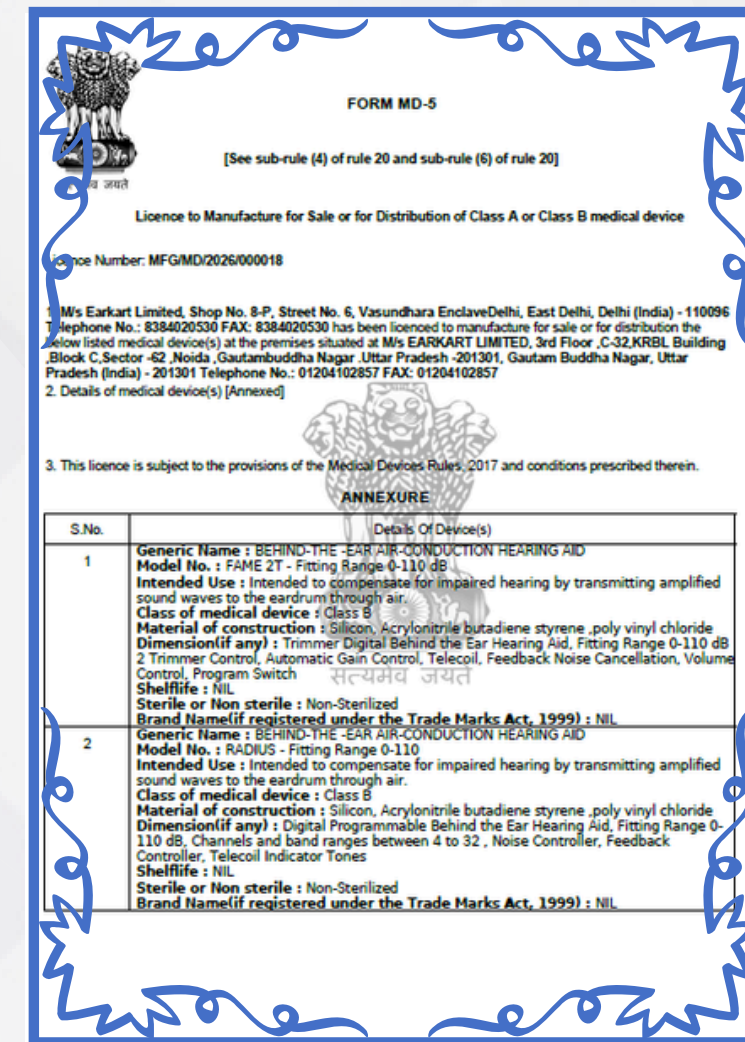 FORM MD-5
[See sub-rule (4) of rule 20 and sub-rule (6) of rule 20]
जयते
Licence to Manufacture for Sale or for Distribution of Class A or Class B medical device
Number: MFG/MD/2026/000018
M/s Earkart Limited, Shop No. 8-P, Street No. 6, Vasundhara EnclaveDelhi, East Delhi, Delhi (India) - 110096
Telephone No.: 8384020530 FAX: 8384020530 has been licenced to manufacture for sale or for distribution the
below listed medical device(s) at the premises situated at M/s EARKART LIMITED, 3rd Floor ,C-32,KRBL Building
,Block C,Sector -62 ,Noida ,Gautambuddha Nagar .Uttar Pradesh -201301, Gautam Buddha Nagar, Uttar
Pradesh (India) - 201301 Telephone No.: 01204102857 FAX: 01204102857
2. Details of medical device(s) [Annexed]
3. This licence is subject to the provisions of the Medical Devices Rules, 2017 and conditions prescribed therein.
ANNEXURE
S.No. Details Of Device(s)
1 Generic Name : BEHIND-THE -EAR AIR-CONDUCTION HEARING AID
Model No. : FAME 2T - Fitting Range 0-110 dB
Intended Use : Intended to compensate for impaired hearing by transmitting amplified
sound waves to the eardrum through air.
Class of medical device : Class B
Material of construction : Silicon, Acrylonitrile butadiene styrene ,poly vinyl chloride
Dimension(if any) : Trimmer Digital Behind the Ear Hearing Aid, Fitting Range 0-110 dB
2 Trimmer Control, Automatic Gain Control, Telecoil, Feedback Noise Cancellation, Volume
Control, Program Switch
सत्यमेव जयते
Shelflife : NIL
Sterile or Non sterile : Non-Sterilized
Brand Name(if registered under the Trade Marks Act, 1999) : NIL
2 Generic Name : BEHIND-THE -EAR AIR-CONDUCTION HEARING AID
Model No. : RADIUS - Fitting Range 0-110
Intended Use : Intended to compensate for impaired hearing by transmitting amplified
sound waves to the eardrum through air.
Class of medical device : Class B
Material of construction : Silicon, Acrylonitrile butadiene styrene ,poly vinyl chloride
Dimension(if any) : Digital Programmable Behind the Ear Hearing Aid, Fitting Range 0-
110 dB, Channels and band ranges between 4 to 32 , Noise Controller, Feedback
Controller, Telecoil Indicator Tones
Shelflife : NIL
Sterile or Non sterile : Non-Sterilized
Brand Name(if registered under the Trade Marks Act, 1999) : NIL